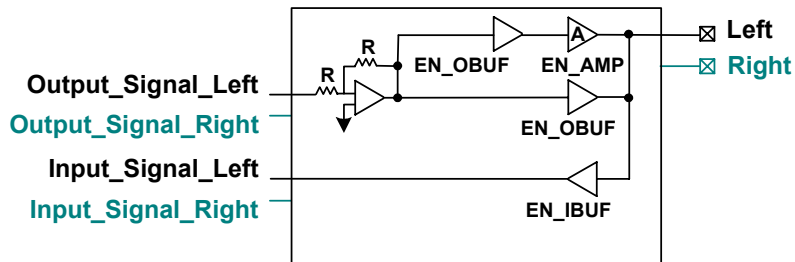 R
R
A
Left
EN_OBUF
EN_AMP
Right
Output_Signal_Left
Output_Signal_Right
EN_OBUF
Input_Signal_Left
Input_Signal_Right
EN_IBUF